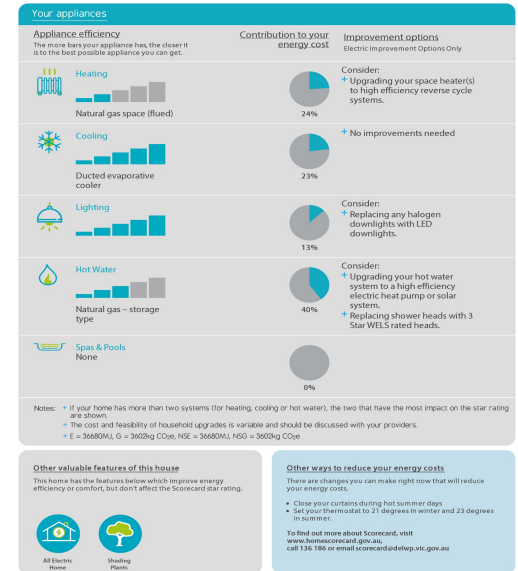 Your appliances
Appliance efficiency
The more bars your appliance has, the closer it
is to the best possible appliance you can get.
Contribution to your
energy cost
Improvement options
Electric Improvement Options Only
Heating
Natural gas space (flued)
24%
Consider:
+ Upgrading your space heater(s)
to high efficiency reverse cycle
systems.
Cooling
Ducted evaporative
cooler
23%
+ No improvements needed
Lighting
13%
Consider:
+ Replacing any halogen
downlights with LED
downlights.
Hot Water
Natural gas – storage
type
40%
Consider:
+ Upgrading your hot water
system to a high efficiency
electric heat pump or solar
system.
+ Replacing shower heads with 3
Star WELS rated heads.
Spas & Pools
None
0%
Notes: + If your home has more than two systems (for heating, cooling or hot water), the two that have the most impact on the star rating
are shown.
+ The cost and feasibility of household upgrades is variable and should be discussed with your providers.
+ E = 36680MJ, G = 3602kg CO2e, NSE = 36680MJ, NSG = 3602kg CO2e
Other valuable features of this house
This home has the features below which improve energy
efficiency or comfort, but don't affect the Scorecard star rating.
All Electric
Home
Shading
Plants
Other ways to reduce your energy costs
There are changes you can make right now that will reduce
your energy costs.
• Close your curtains during hot summer days
• Set your thermostat to 21 degrees in winter and 23 degrees
in summer.
To find out more about Scorecard, visit
www.homescorecard.gov.au,
call 136 186 or email scorecard@delwp.vic.gov.au